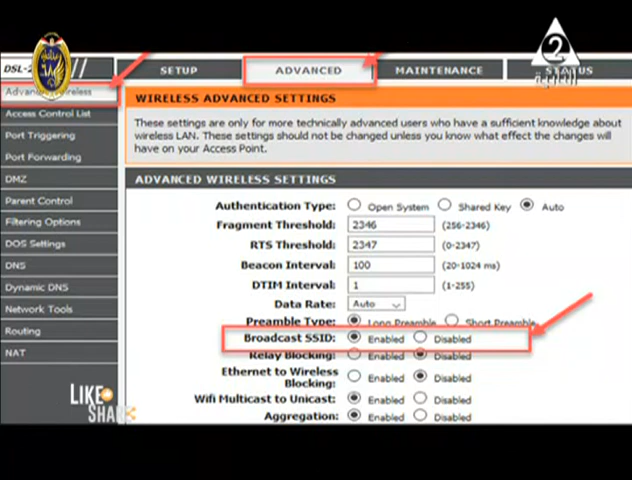 2
DSL-2
SETUP
ADVANCED
MAINTENANCE
STATUS
Advanced Wireless
Access Control List
Port Triggering
Port Forwarding
DMZ
Parent Control
Filtering Options
DOS Settings
DNS
Dynamic DNS
Network Tools
Routing
NAT
WIRELESS ADVANCED SETTINGS
These settings are only for more technically advanced users who have a sufficient knowledge about
wireless LAN. These settings should not be changed unless you know what effect the changes will
have on your Access Point.
ADVANCED WIRELESS SETTINGS
Authentication Type: Open System Shared Key Auto
Fragment Threshold: 2346 (256-2346)
RTS Threshold: 2347 (0-2347)
Beacon Interval: 100 (20-1024 ms)
DTIM Interval: 1 (1-255)
Data Rate: Auto
Preamble Type: Long Preamble Short Preamble
Broadcast SSID: Enabled Disabled
Relay Blocking: Enabled Disabled
Ethernet to Wireless
Blocking: Enabled Disabled
Wifi Multicast to Unicast: Enabled Disabled
Aggregation: Enabled Disabled
LIKE
SHARE